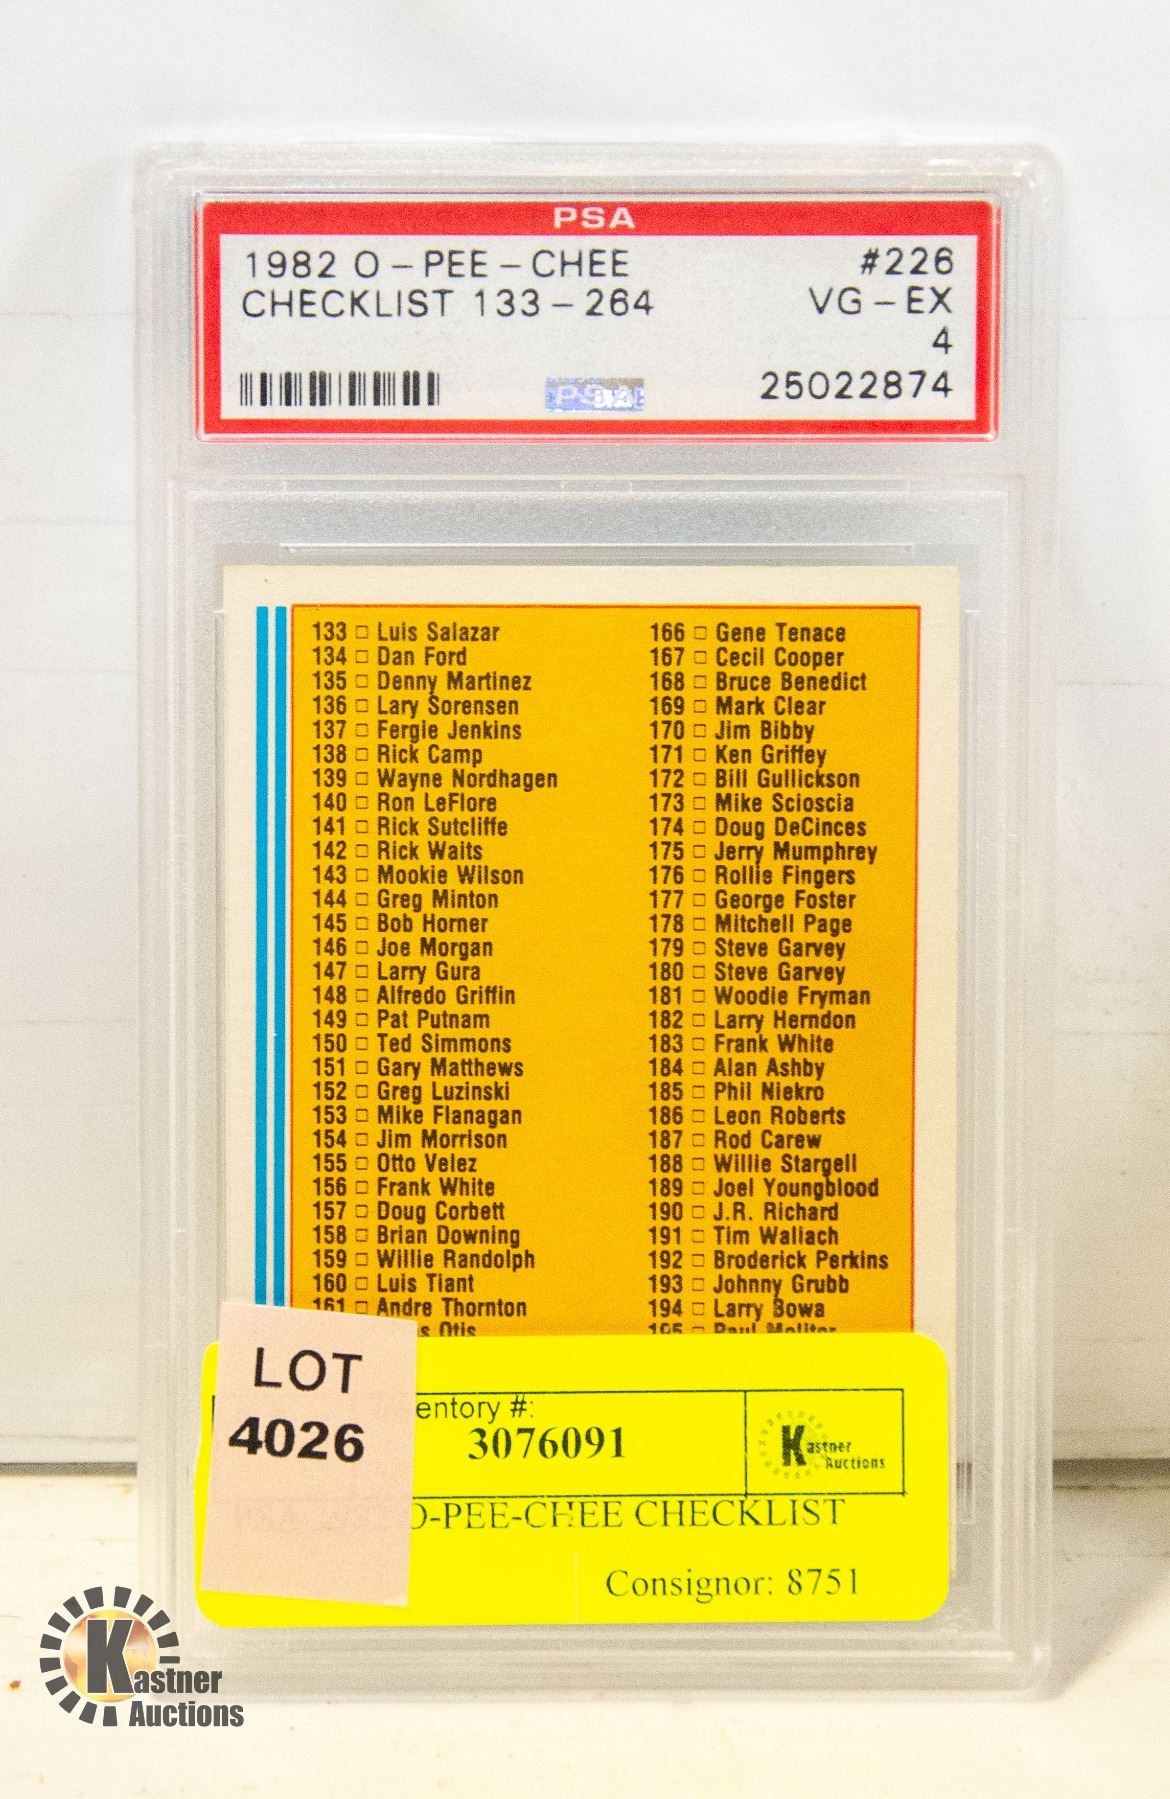 PSA
1982 O-PEE-CHEE #226
CHECKLIST 133-264 VG-EX
4
25022874
133 Luis Salazar
134 Dan Ford
135 Denny Martinez
136 Lary Sorensen
137 Fergie Jenkins
138 Rick Camp
139 Wayne Nordhagen
140 Ron LeFlore
141 Rick Sutcliffe
142 Rick Waits
143 Mookie Wilson
144 Greg Minton
145 Bob Horner
146 Joe Morgan
147 Larry Gura
148 Alfredo Griffin
149 Pat Putnam
150 Ted Simmons
151 Gary Matthews
152 Greg Luzinski
153 Mike Flanagan
154 Jim Morrison
155 Otto Velez
156 Frank White
157 Doug Corbett
158 Brian Downing
159 Willie Randolph
160 Luis Tiant
161 Andre Thornton
s Otis
166 Gene Tenace
167 Cecil Cooper
168 Bruce Benedict
169 Mark Clear
170 Jim Bibby
171 Ken Griffey
172 Bill Gullickson
173 Mike Scioscia
174 Doug DeCinces
175 Jerry Mumphrey
176 Rollie Fingers
177 George Foster
178 Mitchell Page
179 Steve Garvey
180 Steve Garvey
181 Woodie Fryman
182 Larry Herndon
183 Frank White
184 Alan Ashby
185 Phil Niekro
186 Leon Roberts
187 Rod Carew
188 Willie Stargell
189 Joel Youngblood
190 J.R. Richard
191 Tim Wallach
192 Broderick Perkins
193 Johnny Grubb
194 Larry Bowa
195 Paul Molitor
LOT
4026
entory #:
3076091
Kastner
Auctions
O-PEE-CHEE CHECKLIST
Consignor: 8751
Kastner
Auctions